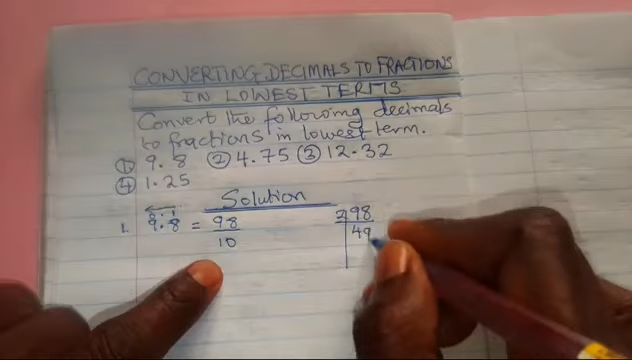 CONVERTING DECIMALS TO FRACTIONS
IN LOWEST TERMS
Convert the following decimals
to fractions in lowest term.
① 9.8 ② 4.75 ③ 12.32
④ 1.25
Solution
1. 9.8 = 98/10
2 98
49